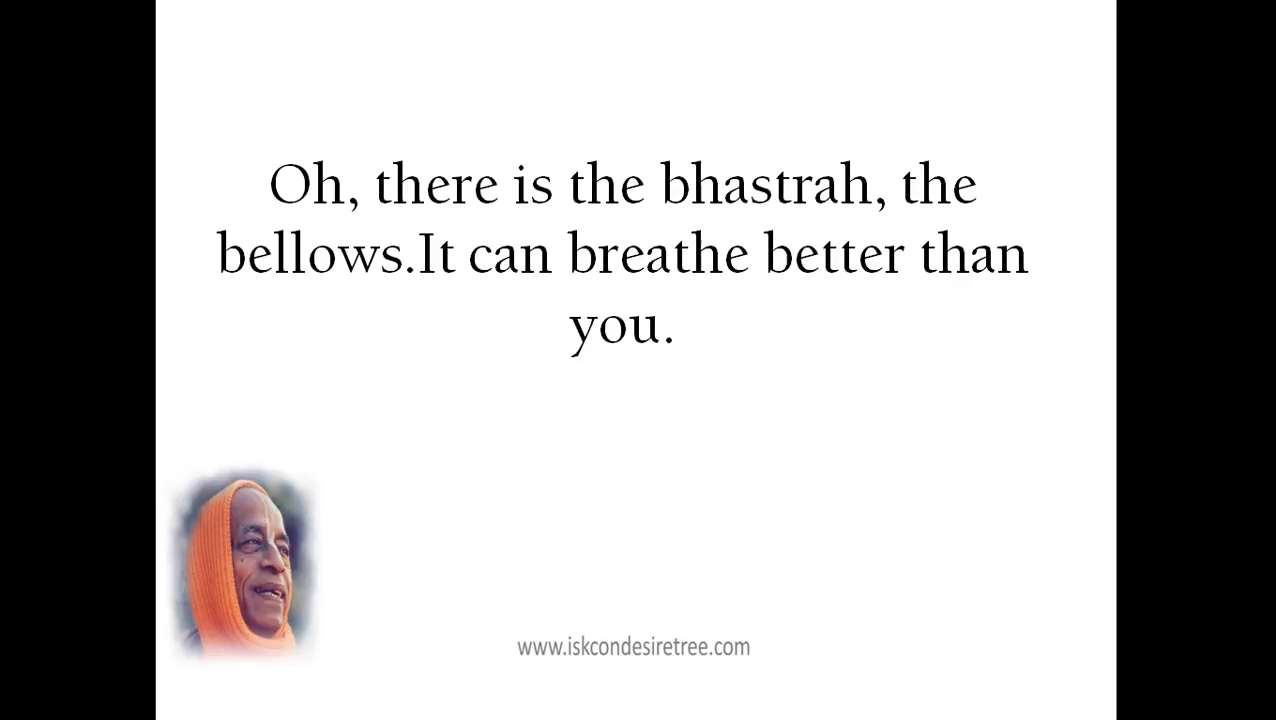 Oh, there is the bhastrah, the
bellows.It can breathe better than
you.
www.iskcondesiretree.com